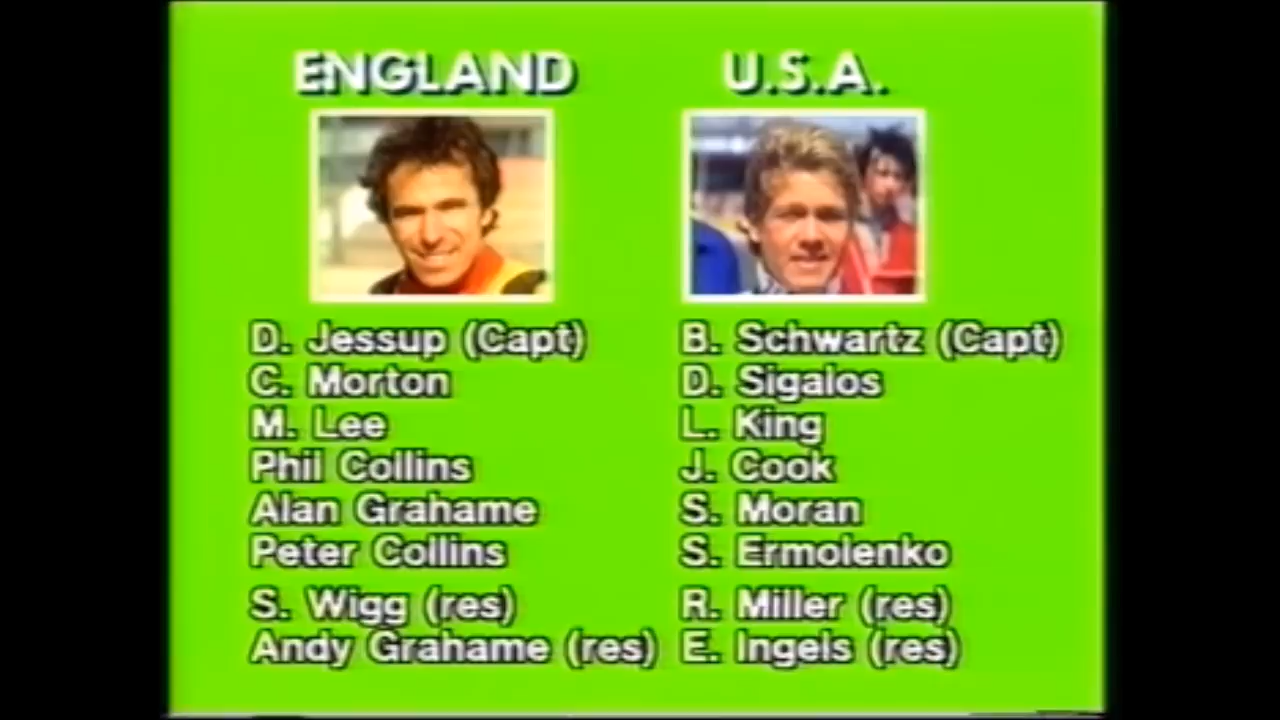 ENGLAND
D. Jessup (Capt)
C. Morton
M. Lee
Phil Collins
Alan Grahame
Peter Collins
S. Wigg (res)
Andy Grahame (res)
U.S.A.
B. Schwartz (Capt)
D. Sigalos
L. King
J. Cook
S. Moran
S. Ermolenko
R. Miller (res)
E. Ingels (res)